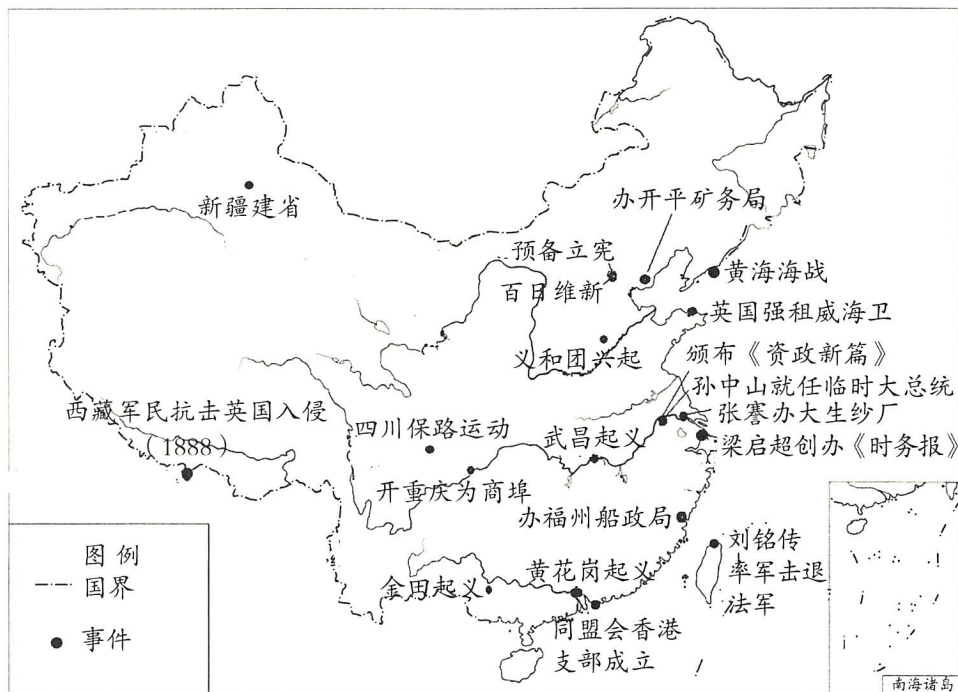 新疆建省
办开平矿务局
预备立宪
百日维新
黄海海战
英国强租威海卫
义和团兴起
颁布《资政新篇》
孙中山就任临时大总统
张謇办大生纱厂
梁启超创办《时务报》
西藏军民抗击英国入侵
（1888）
四川保路运动
武昌起义
开重庆为商埠
办福州船政局
刘铭传
率军击退
法军
金田起义
黄花岗起义
同盟会香港
支部成立
图例
国界
事件
南海诸岛